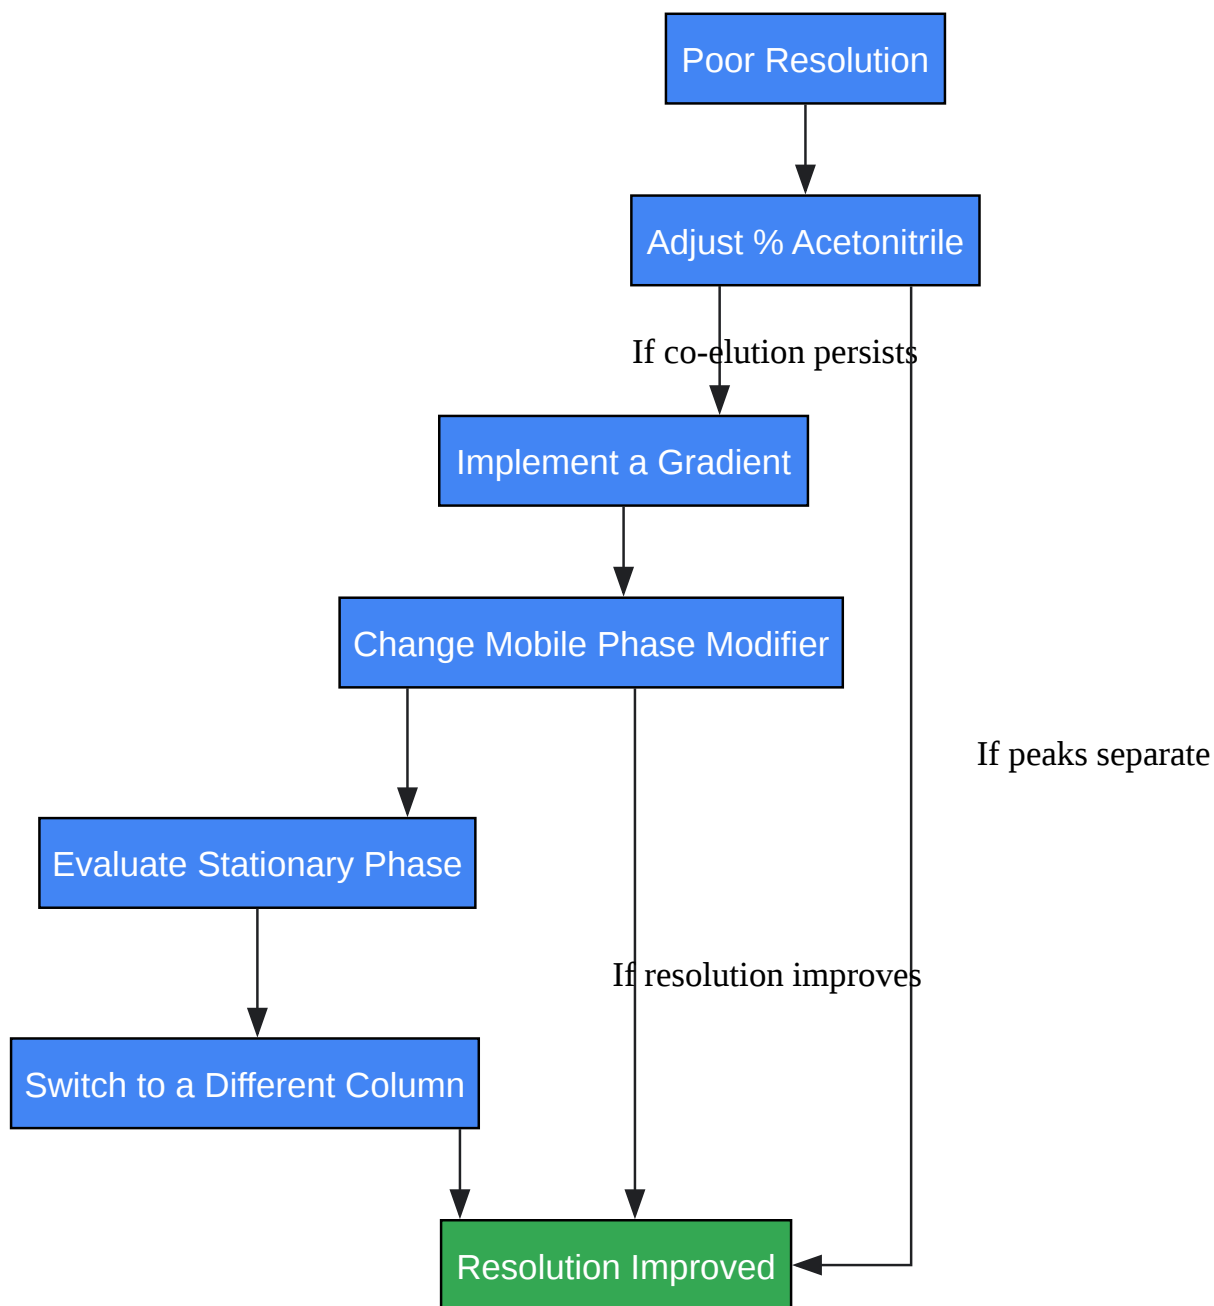 Poor Resolution
Adjust % Acetonitrile
If co-elution persists
Implement a Gradient
Change Mobile Phase Modifier
If peaks separate
Evaluate Stationary Phase
If resolution improves
Switch to a Different Column
Resolution Improved